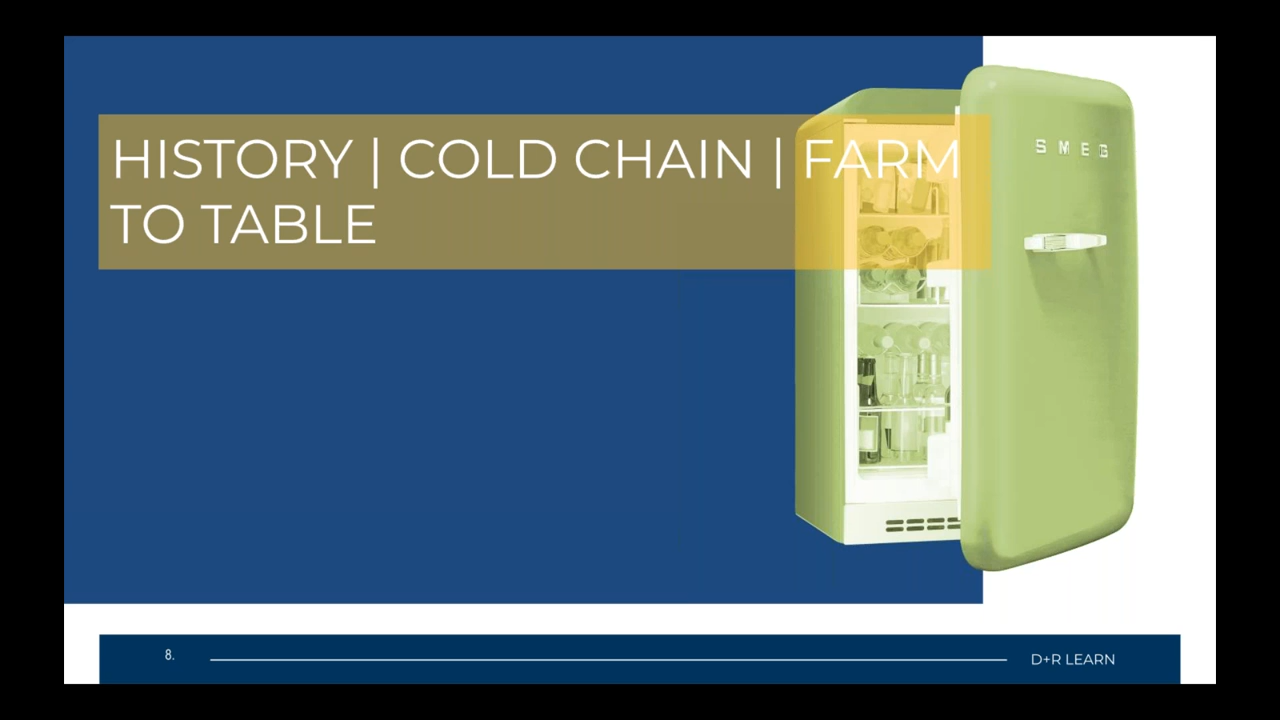 HISTORY | COLD CHAIN | FARM
TO TABLE
SMEG
8.
D+R LEARN